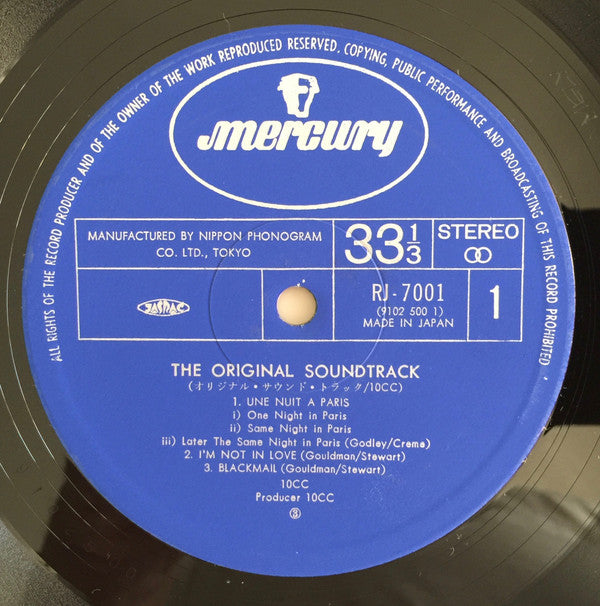 ALL RIGHTS OF THE RECORD PRODUCER AND OF THE OWNER OF THE WORK REPRODUCED RESERVED. COPYING, PUBLIC PERFORMANCE AND BROADCASTING OF THIS RECORD PROHIBITED
mercury
MANUFACTURED BY NIPPON PHONOGRAM
CO. LTD., TOKYO
33 1/3
STEREO
JASRAC
RJ-7001
(9102 500 1)
MADE IN JAPAN
1
THE ORIGINAL SOUNDTRACK
(オリジナル・サウンド・トラック/10CC)
1. UNE NUIT A PARIS
i) One Night in Paris
ii) Same Night in Paris
iii) Later The Same Night in Paris (Godley/Creme)
2. I'M NOT IN LOVE (Gouldman/Stewart)
3. BLACKMAIL (Gouldman/Stewart)
10CC
Producer 10CC